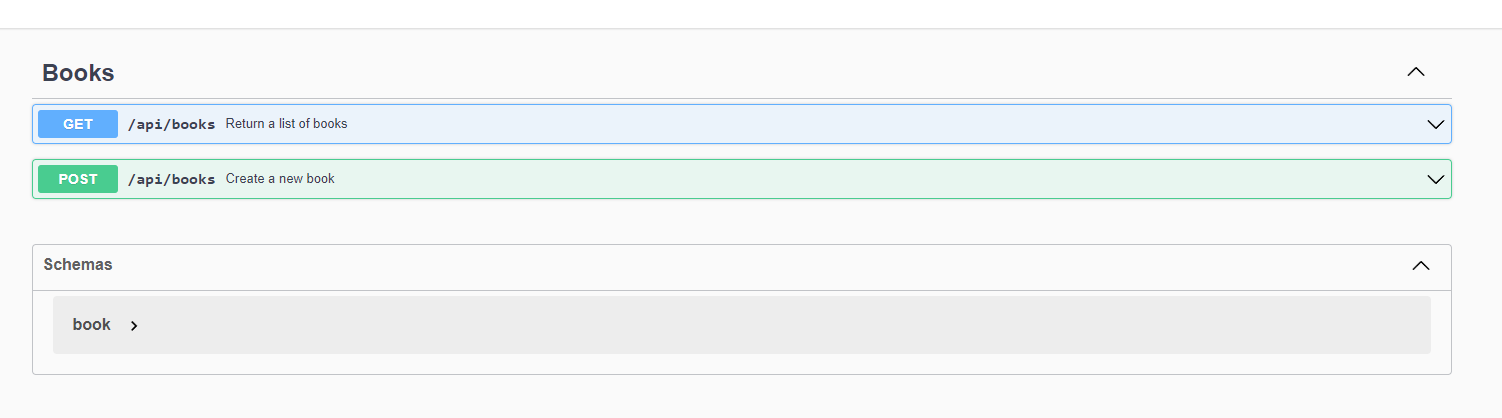 Books
GET /api/books Return a list of books
POST /api/books Create a new book
Schemas
book